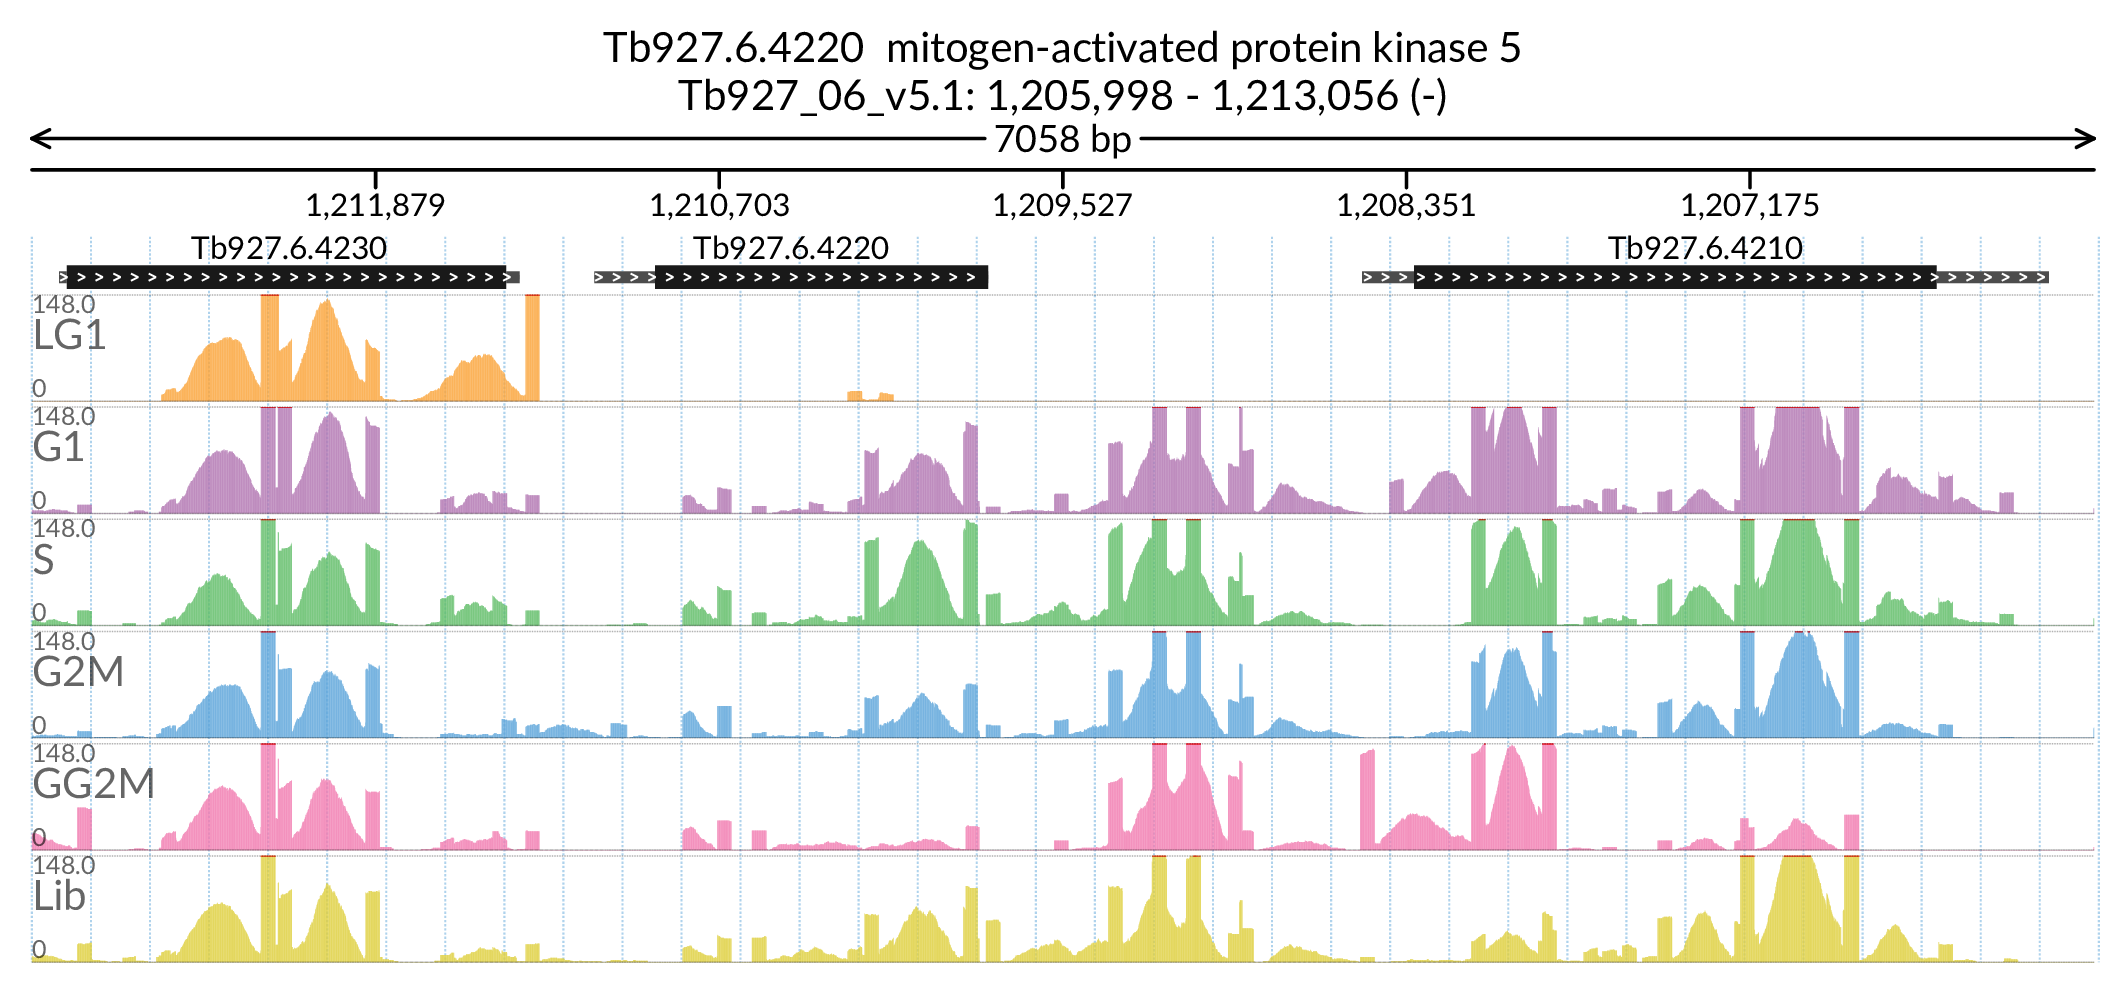 Tb927.6.4220 mitogen-activated protein kinase 5
Tb927_06_v5.1: 1,205,998 - 1,213,056 (-)
7058 bp
1,211,879 1,210,703 1,209,527 1,208,351 1,207,175
Tb927.6.4230 Tb927.6.4220 Tb927.6.4210
148.0
LG1
0
148.0
G1
0
148.0
S
0
148.0
G2M
0
148.0
GG2M
0
148.0
Lib
0